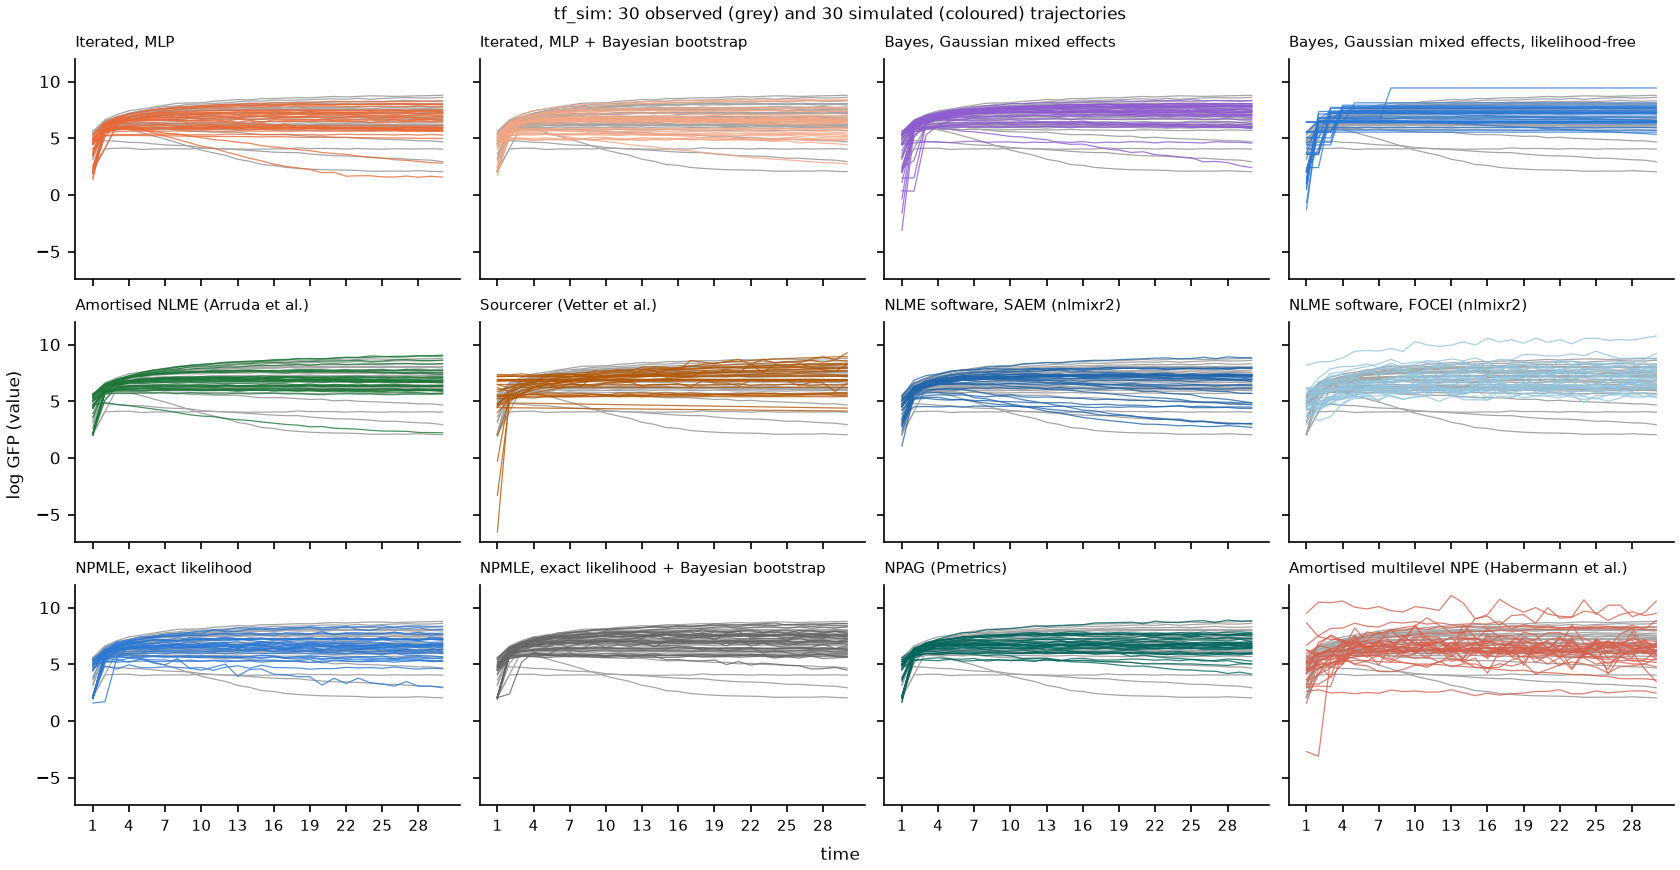 tf_sim: 30 observed (grey) and 30 simulated (coloured) trajectories
Iterated, MLP
Iterated, MLP + Bayesian bootstrap
Bayes, Gaussian mixed effects
Bayes, Gaussian mixed effects, likelihood-free
10
5
0
−5
Amortised NLME (Arruda et al.)
Sourcerer (Vetter et al.)
NLME software, SAEM (nlmixr2)
NLME software, FOCEI (nlmixr2)
10
5
0
−5
log GFP (value)
NPMLE, exact likelihood
NPMLE, exact likelihood + Bayesian bootstrap
NPAG (Pmetrics)
Amortised multilevel NPE (Habermann et al.)
10
5
0
−5
1 4 7 10 13 16 19 22 25 28
1 4 7 10 13 16 19 22 25 28
1 4 7 10 13 16 19 22 25 28
1 4 7 10 13 16 19 22 25 28
time